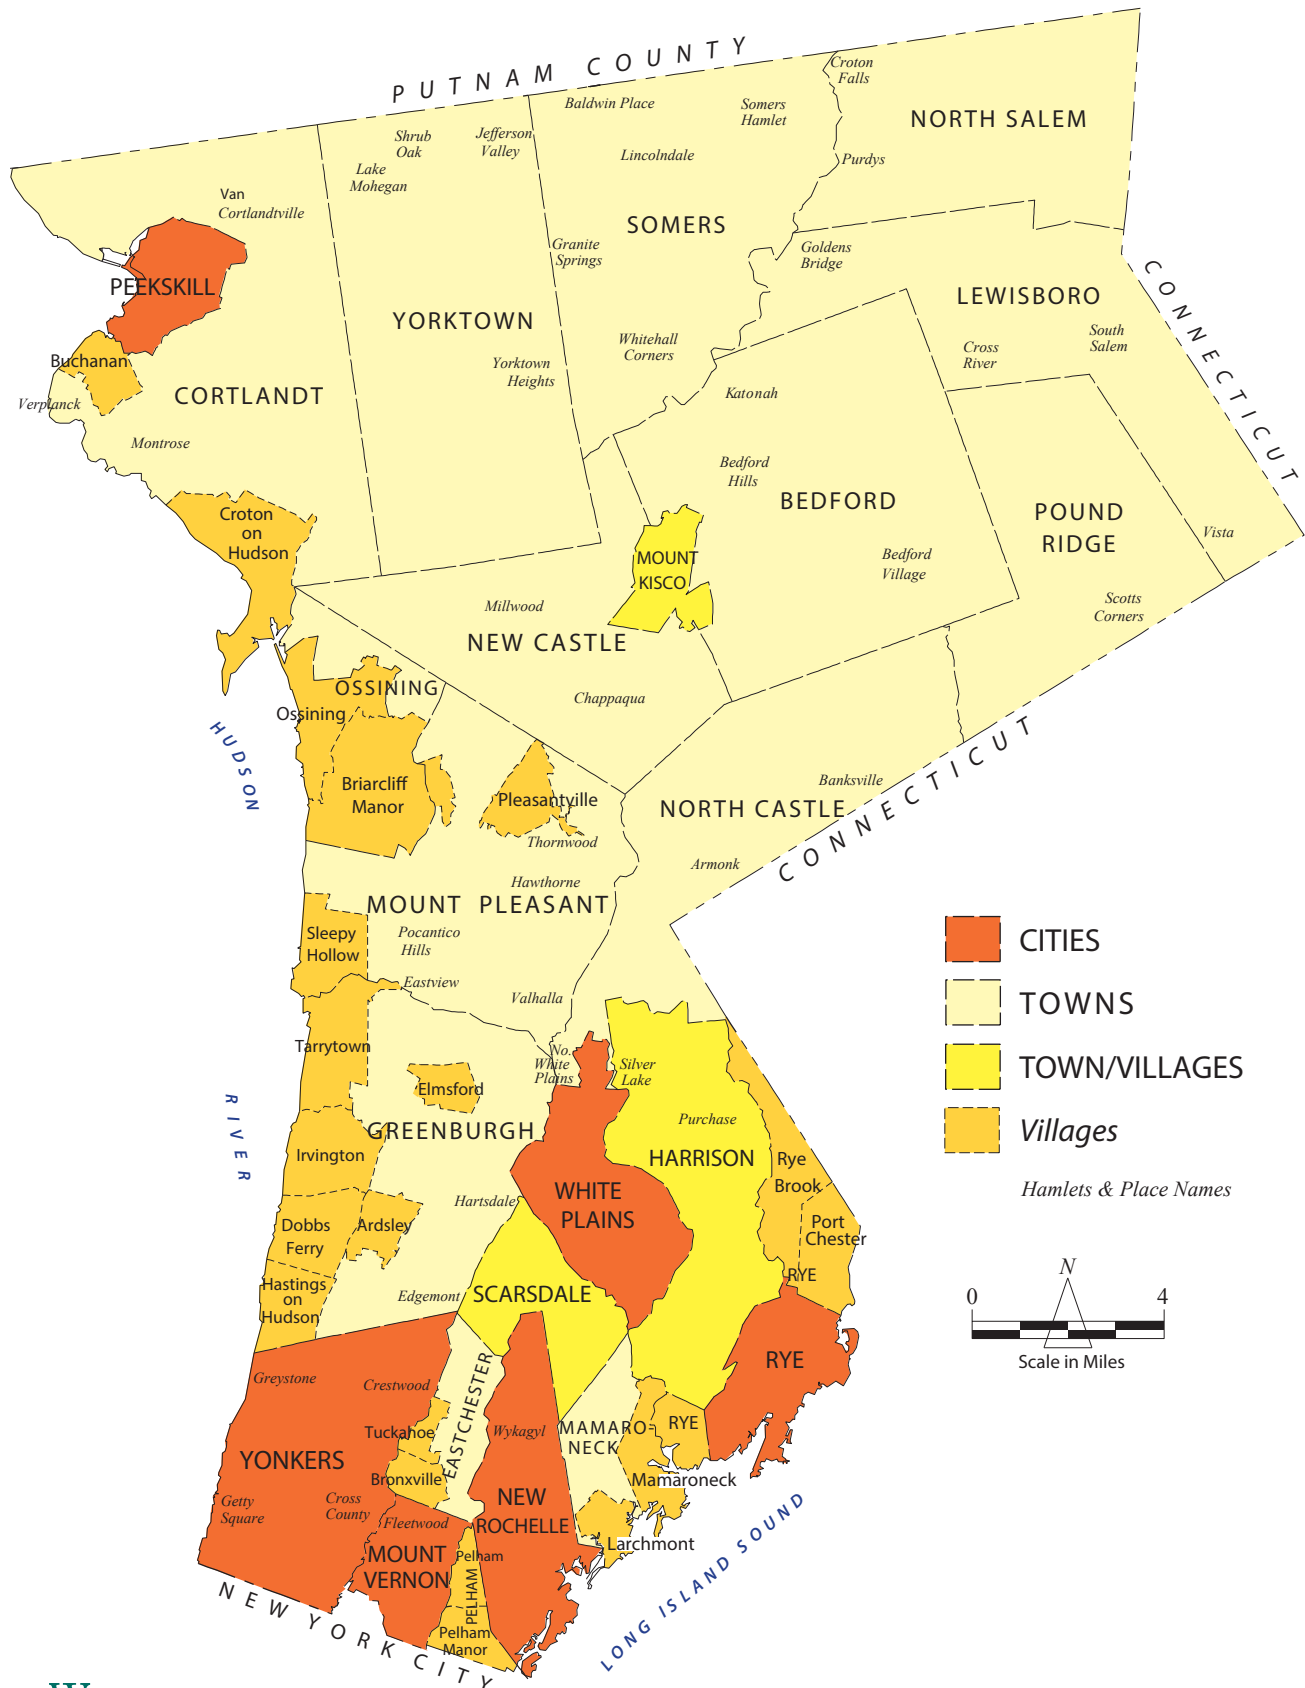 PUTNAM COUNTY
Croton
Falls
Baldwin Place
Somers
Hamlet
NORTH SALEM
Shrub
Oak
Jefferson
Valley
Lincolndale
Purdys
Lake
Mohegan
Van
Cortlandtville
SOMERS
Granite
Springs
Goldens
Bridge
CONNECTICUT
PEEKSKILL
LEWISBORO
YORKTOWN
South
Salem
Whitehall
Corners
Cross
River
Buchanan
Yorktown
Heights
CORTLANDT
Katonah
Verplanck
Montrose
Bedford
Hills
BEDFORD
POUND
RIDGE
Croton
on
Hudson
Vista
MOUNT
KISCO
Bedford
Village
Millwood
Scotts
Corners
NEW CASTLE
OSSINING
Chappaqua
Ossining
HUDSON
CONNECTICUT
Briarcliff
Manor
Pleasantville
Banksville
NORTH CASTLE
Thornwood
Armonk
Hawthorne
MOUNT PLEASANT
Sleepy
Hollow
Pocantico
Hills
CITIES
Eastview
Valhalla
TOWNS
Tarrytown
No.
White
Plains
Silver
Lake
TOWN/VILLAGES
Elmsford
RIVER
GREENBURGH
Purchase
Villages
Irvington
HARRISON
Rye
Brook
Hamlets & Place Names
Hartsdale
WHITE
PLAINS
Dobbs
Ferry
Ardsley
Port
Chester
RYE
Hastings
on
Hudson
Edgemont
SCARSDALE
N
0 4
Scale in Miles
RYE
Greystone
Crestwood
EASTCHESTER
Tuckahoe
Wykagyl
MAMARO-
NECK
RYE
YONKERS
Bronxville
Mamaroneck
Getty
Square
Cross
County
Fleetwood
NEW
ROCHELLE
LONG ISLAND SOUND
Larchmont
MOUNT
VERNON
Pelham
PELHAM
Pelham
Manor
NEW YORK CITY